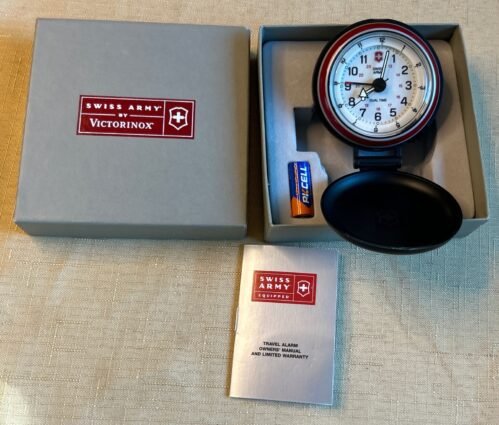 SWISS ARMY
BY
VICTORINOX
12
11
1
10
2
9
3
8
4
7
5
6
SWISS
ARMY
DUAL TIME
PKCELL
SWISS
ARMY
EQUIPPED
TRAVEL ALARM
OWNERS' MANUAL
AND LIMITED WARRANTY